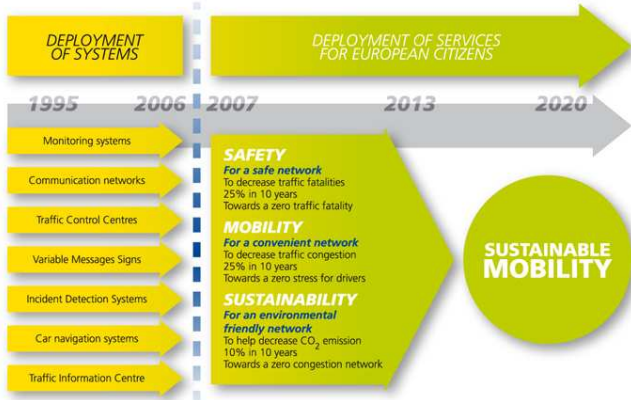 DEPLOYMENT
OF SYSTEMS
DEPLOYMENT OF SERVICES
FOR EUROPEAN CITIZENS
1995
2006
2007
2013
2020
Monitoring systems
Communication networks
Traffic Control Centres
Variable Messages Signs
Incident Detection Systems
Car navigation systems
Traffic Information Centre
SAFETY
For a safe network
To decrease traffic fatalities
25% in 10 years
Towards a zero traffic fatality
MOBILITY
For a convenient network
To decrease traffic congestion
25% in 10 years
Towards a zero stress for drivers
SUSTAINABILITY
For an environmental
friendly network
To help decrease CO2 emission
10% in 10 years
Towards a zero congestion network
SUSTAINABLE
MOBILITY